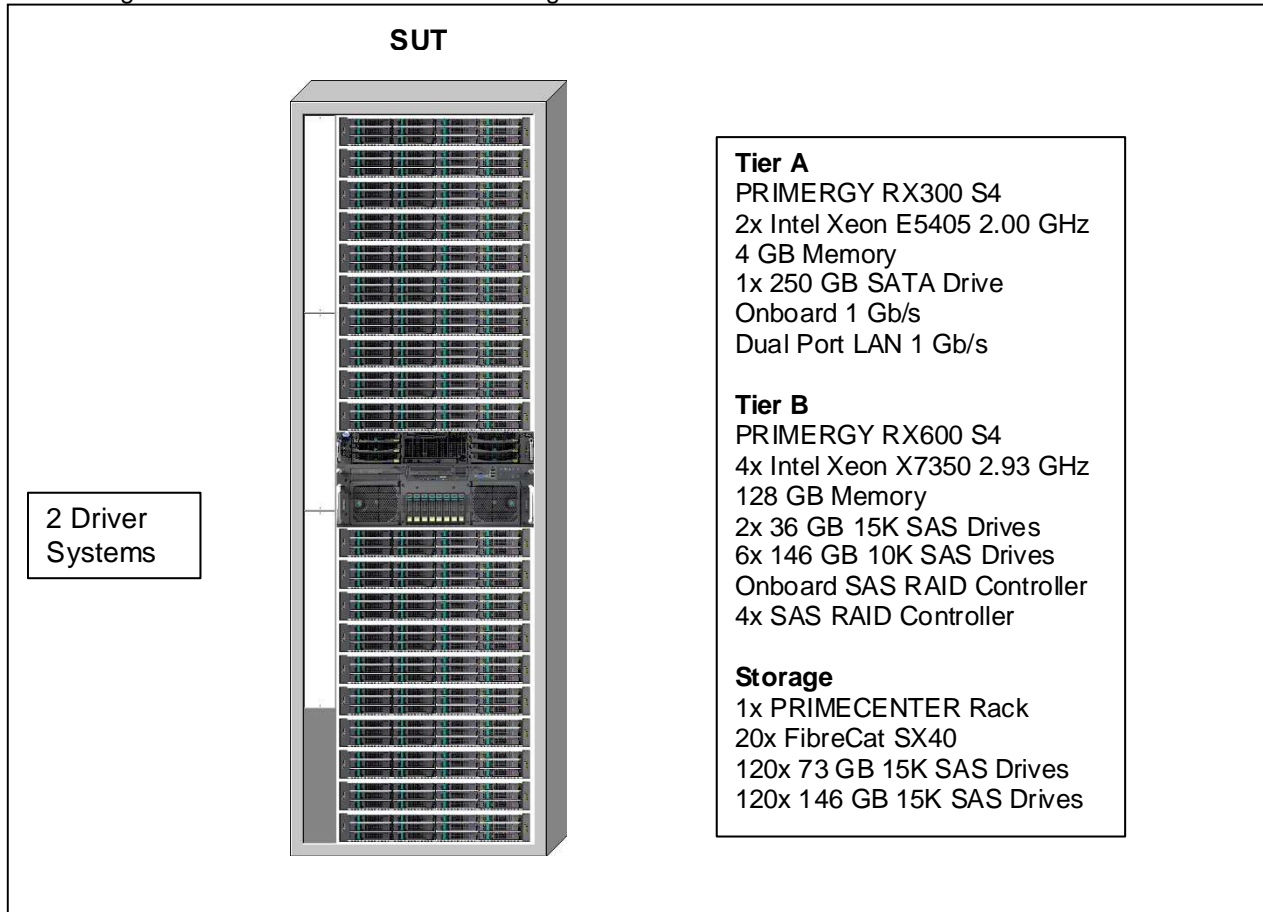 SUT
2 Driver
Systems
Tier A
PRIMERGY RX300 S4
2x Intel Xeon E5405 2.00 GHz
4 GB Memory
1x 250 GB SATA Drive
Onboard 1 Gb/s
Dual Port LAN 1 Gb/s
Tier B
PRIMERGY RX600 S4
4x Intel Xeon X7350 2.93 GHz
128 GB Memory
2x 36 GB 15K SAS Drives
6x 146 GB 10K SAS Drives
Onboard SAS RAID Controller
4x SAS RAID Controller
Storage
1x PRIMECENTER Rack
20x FibreCat SX40
120x 73 GB 15K SAS Drives
120x 146 GB 15K SAS Drives